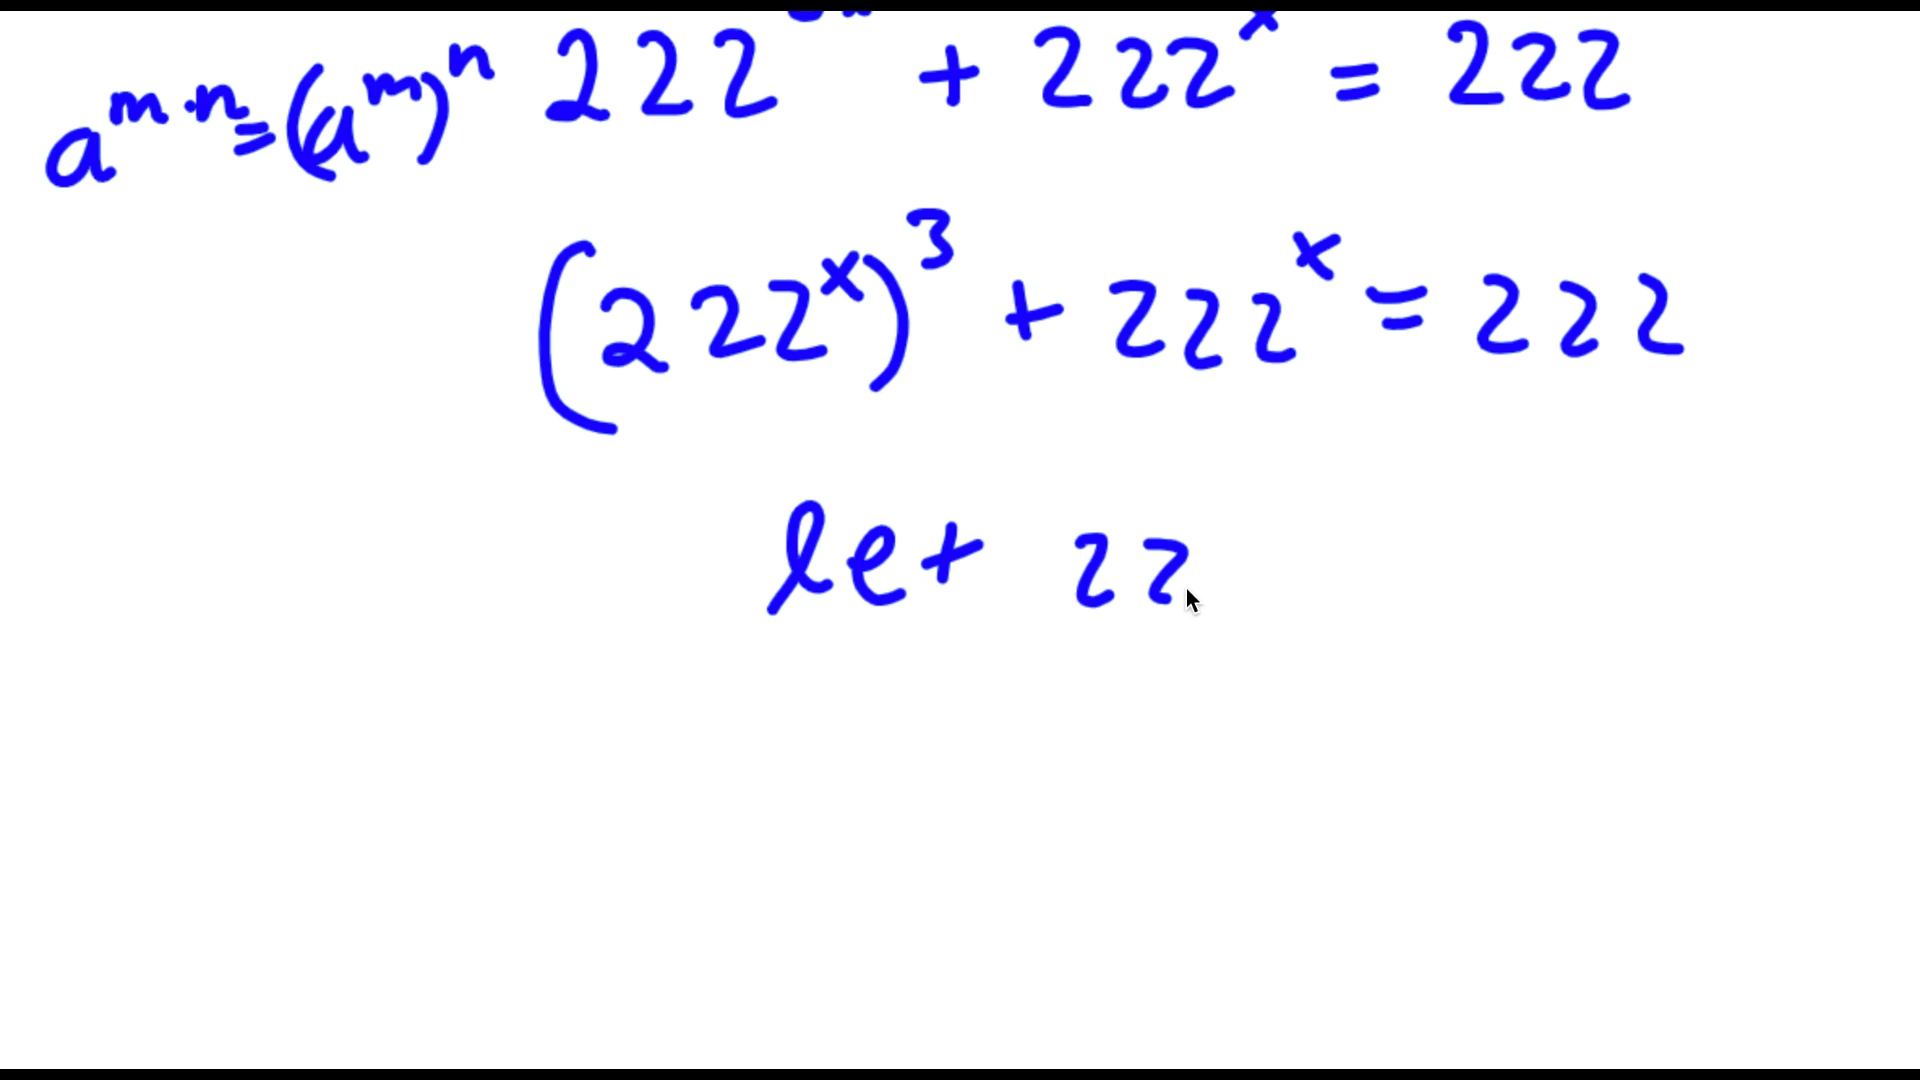 a^{m·n} = (a^m)^n 222 + 222^x = 222
(222^x)^3 + 222^x = 222
let 22